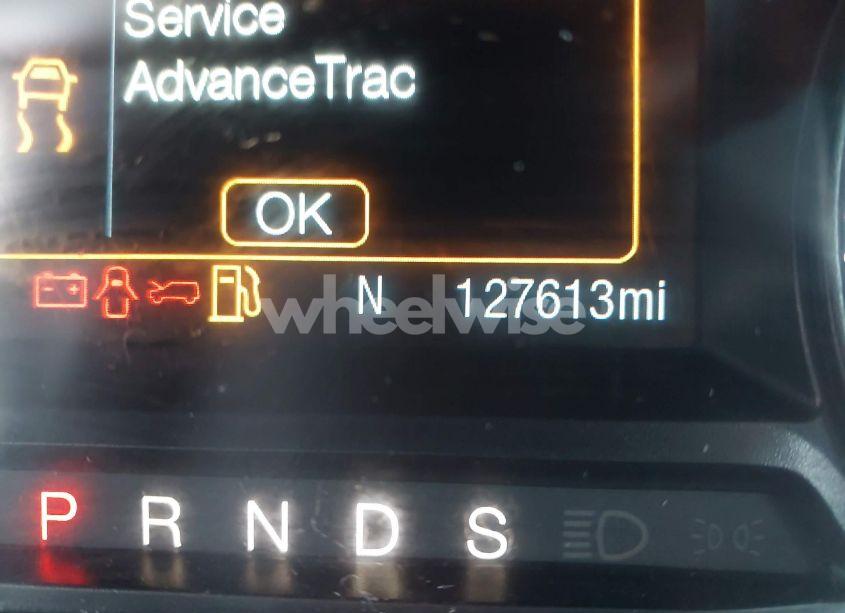 Service
AdvanceTrac
OK
N 127613mi
wheelwise
P R N D S